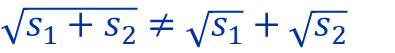 √(s₁ + s₂) ≠ √s₁ + √s₂